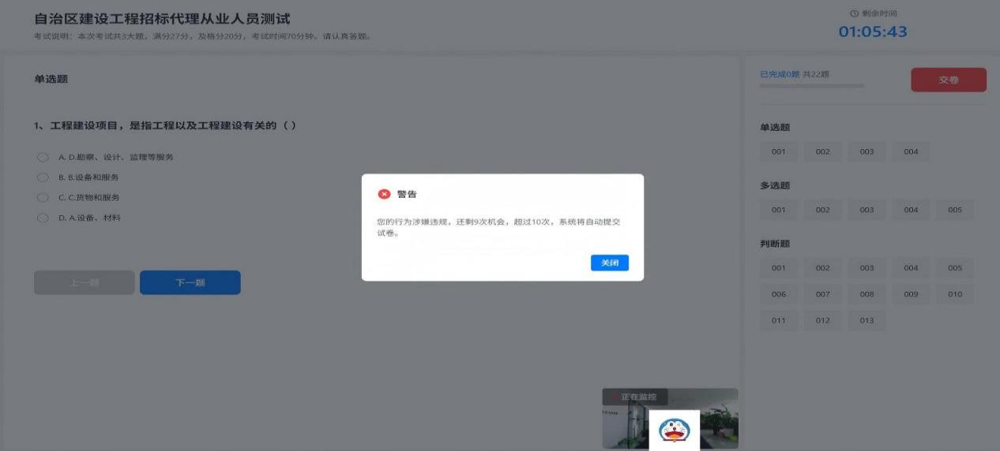 自治区建设工程招标代理从业人员测试
考试说明：本次考试共3大题，满分27分，及格分20分，考试时间70分钟。请认真答题。
剩余时间
01:05:43
单选题
1、工程建设项目，是指工程以及工程建设有关的（ ）
A. D.勘察、设计、监理等服务
B. B.设备和服务
C. C.货物和服务
D. A.设备、材料
上一题
下一题
警告
您的行为涉嫌违规，还剩9次机会，超过10次，系统将自动提交
试卷。
关闭
正在监控
已完成0题 共22题
交卷
单选题
001 002 003 004
多选题
001 002 003 004 005
判断题
001 002 003 004 005
006 007 008 009 010
011 012 013